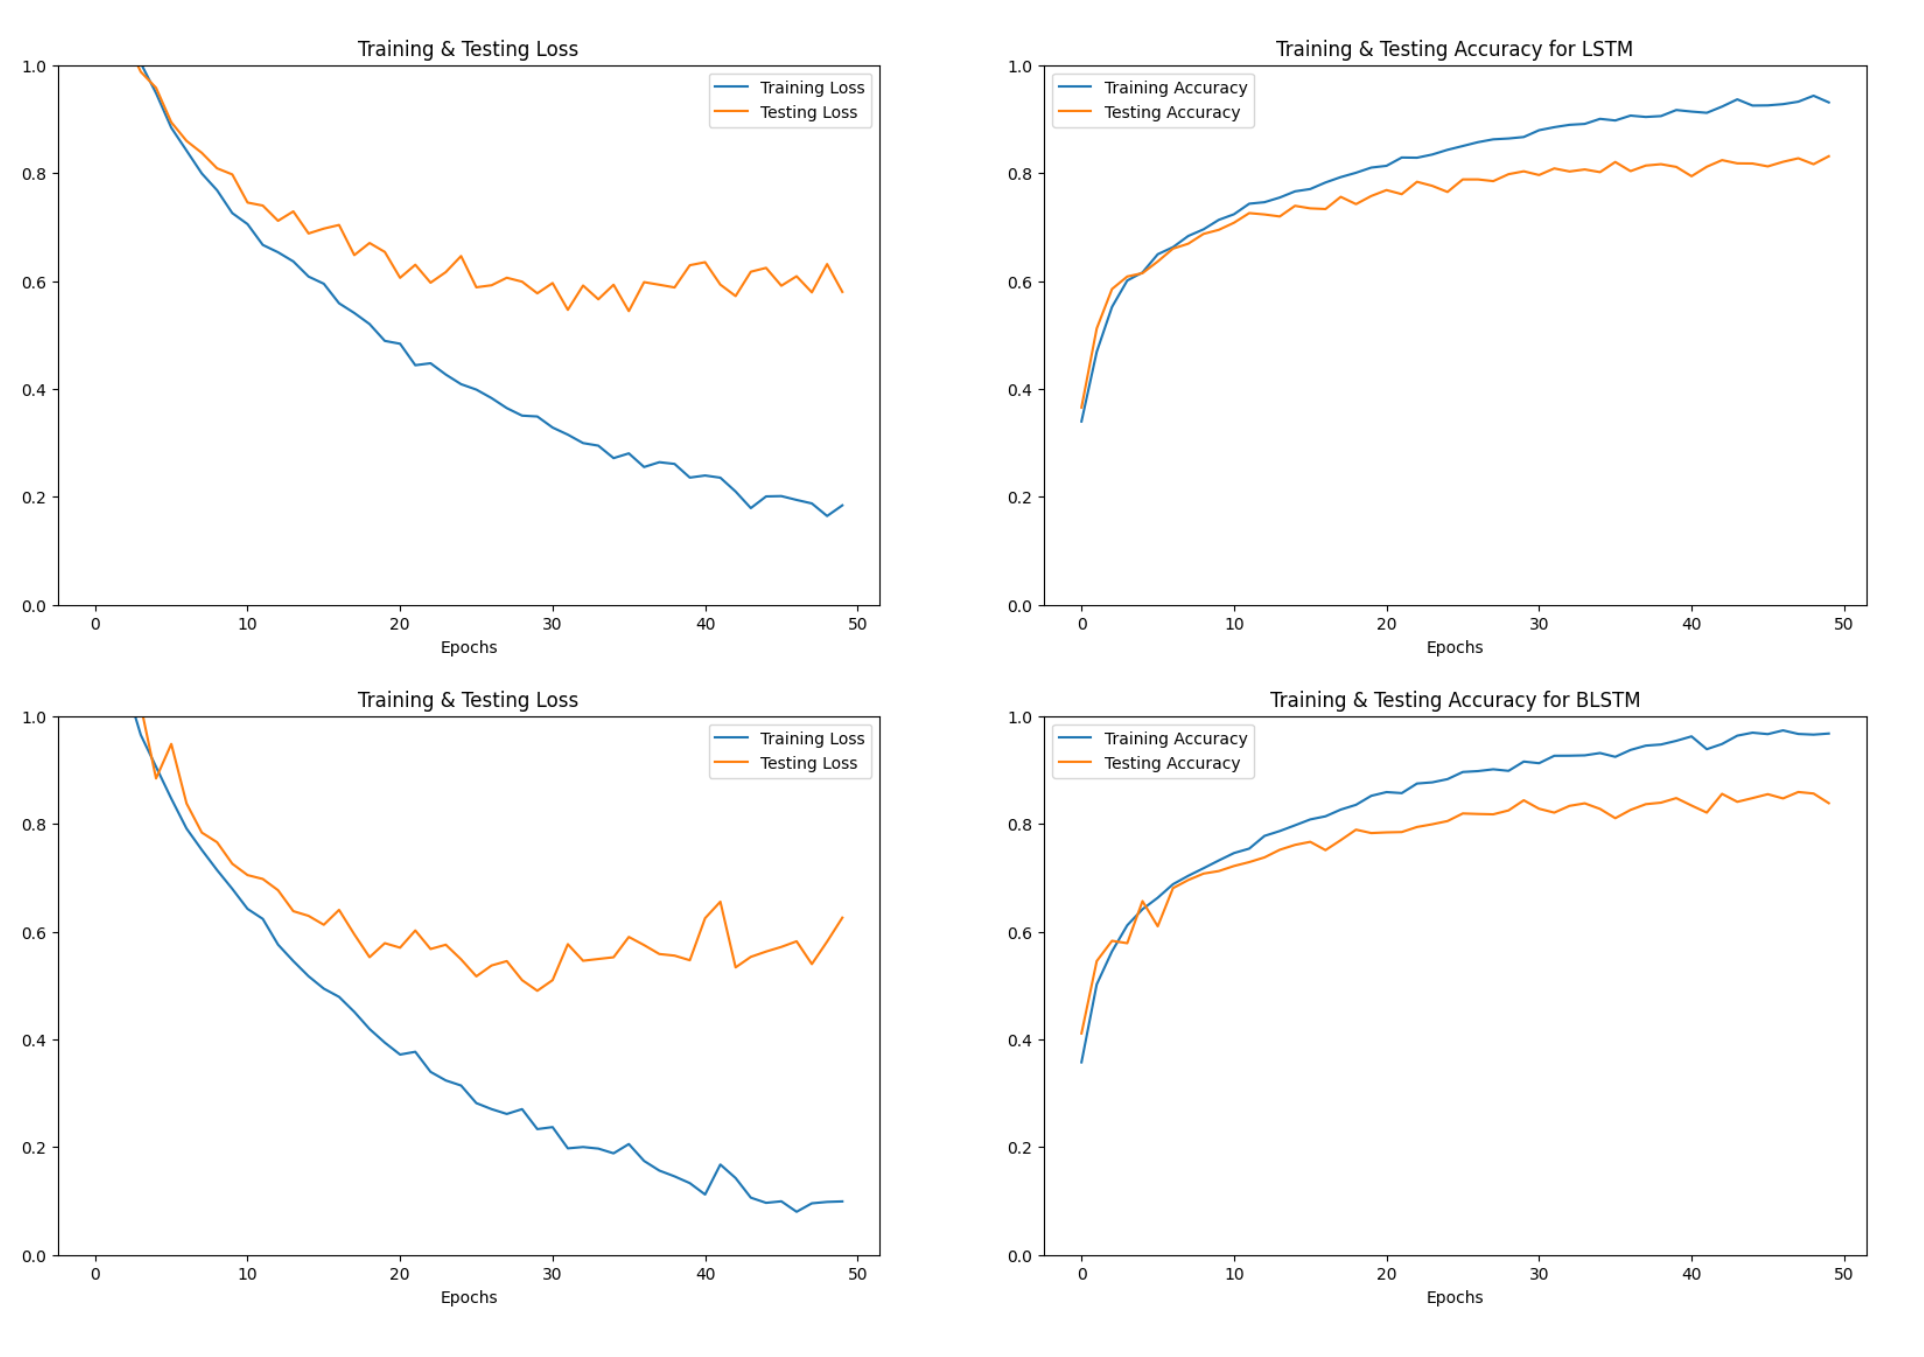 Training & Testing Loss
1.0
0.8
0.6
0.4
0.2
0.0
Training Loss
Testing Loss
0 10 20 30 40 50
Epochs
Training & Testing Accuracy for LSTM
1.0
0.8
0.6
0.4
0.2
0.0
Training Accuracy
Testing Accuracy
0 10 20 30 40 50
Epochs
Training & Testing Loss
1.0
0.8
0.6
0.4
0.2
0.0
Training Loss
Testing Loss
0 10 20 30 40 50
Epochs
Training & Testing Accuracy for BLSTM
1.0
0.8
0.6
0.4
0.2
0.0
Training Accuracy
Testing Accuracy
0 10 20 30 40 50
Epochs